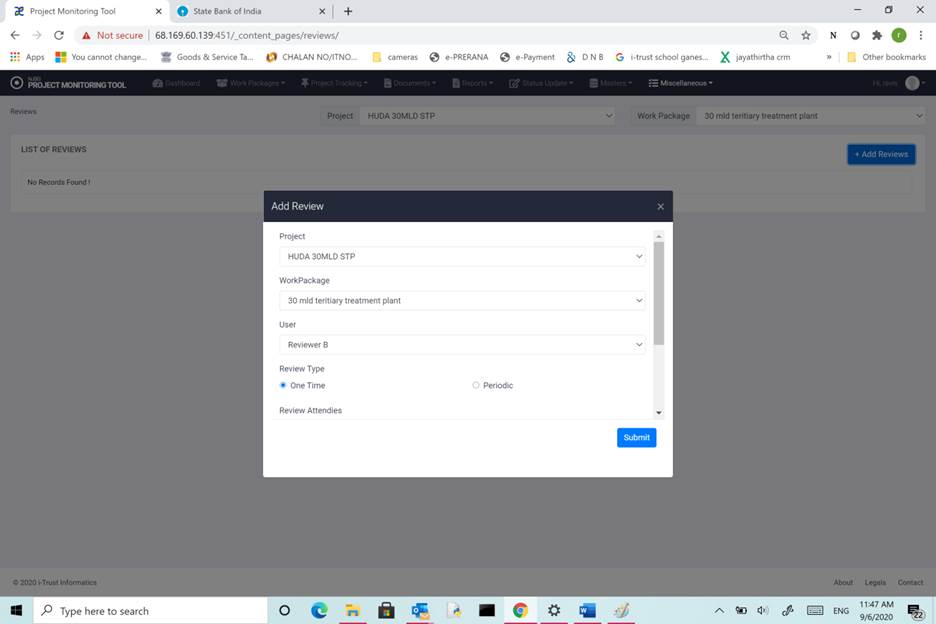 Project Monitoring Tool
State Bank of India
Not secure
68.169.60.139:451/_content_pages/reviews/
N
r
Apps
You cannot change...
Goods & Service Ta...
CHALAN NO/ITNO...
cameras
e-PRERANA
e-Payment
D N B
i-trust school ganes...
jayathirtha crm
»
Other bookmarks
PROJECT MONITORING TOOL
Dashboard
Work Packages
Project Tracking
Documents
Reports
Status Update
Masters
Miscellaneous
Reviews
Project
HUDA 30MLD STP
Work Package
30 mld teritiary treatment plant
LIST OF REVIEWS
+ Add Reviews
No Records Found !
Add Review
×
Project
HUDA 30MLD STP
WorkPackage
30 mld teritiary treatment plant
User
Reviewer B
Review Type
One Time
Periodic
Review Attendies
Submit
© 2020 i-Trust Informatics
About
Legals
Contact
Type here to search
ENG
11:47 AM
9/6/2020
22